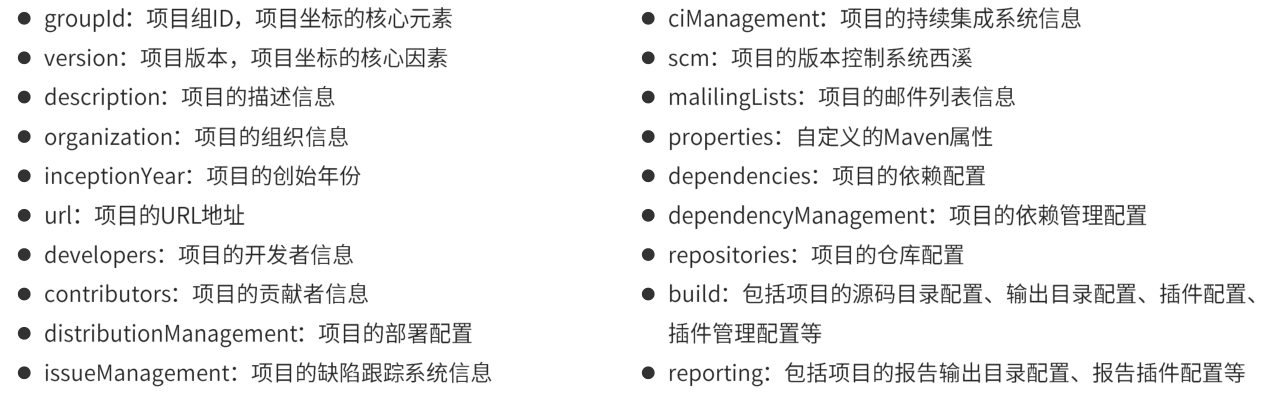 ● groupId：项目组ID，项目坐标的核心元素
● version：项目版本，项目坐标的核心因素
● description：项目的描述信息
● organization：项目的组织信息
● inceptionYear：项目的创始年份
● url：项目的URL地址
● developers：项目的开发者信息
● contributors：项目的贡献者信息
● distributionManagement：项目的部署配置
● issueManagement：项目的缺陷跟踪系统信息
● ciManagement：项目的持续集成系统信息
● scm：项目的版本控制系统西溪
● malilingLists：项目的邮件列表信息
● properties：自定义的Maven属性
● dependencies：项目的依赖配置
● dependencyManagement：项目的依赖管理配置
● repositories：项目的仓库配置
● build：包括项目的源码目录配置、输出目录配置、插件配置、
插件管理配置等
● reporting：包括项目的报告输出目录配置、报告插件配置等